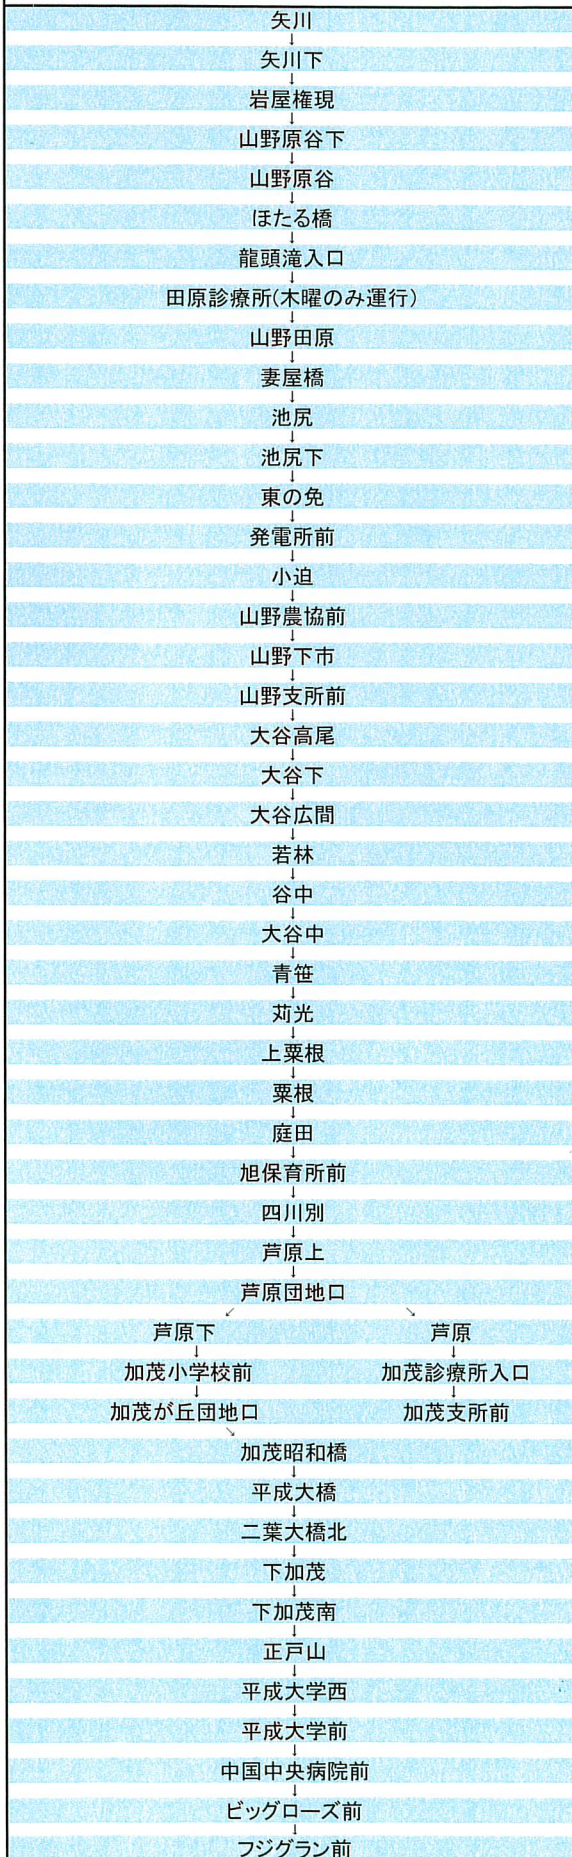 矢川
↓
矢川下
↓
岩屋権現
↓
山野原谷下
↓
山野原谷
↓
ほたる橋
↓
龍頭滝入口
↓
田原診療所(木曜のみ運行)
↓
山野田原
↓
妻屋橋
↓
池尻
↓
池尻下
↓
東の免
↓
発電所前
↓
小迫
↓
山野農協前
↓
山野下市
↓
山野支所前
↓
大谷高尾
↓
大谷下
↓
大谷広間
↓
若林
↓
谷中
↓
大谷中
↓
青笹
↓
苅光
↓
上粟根
↓
粟根
↓
庭田
↓
旭保育所前
↓
四川別
↓
芦原上
↓
芦原団地口
↙ ↘
芦原下 芦原
↓ ↓
加茂小学校前 加茂診療所入口
↓ ↓
加茂が丘団地口 加茂支所前
↘
加茂昭和橋
↓
平成大橋
↓
二葉大橋北
↓
下加茂
↓
下加茂南
↓
正戸山
↓
平成大学西
↓
平成大学前
↓
中国中央病院前
↓
ビッグローズ前
↓
フジグラン前